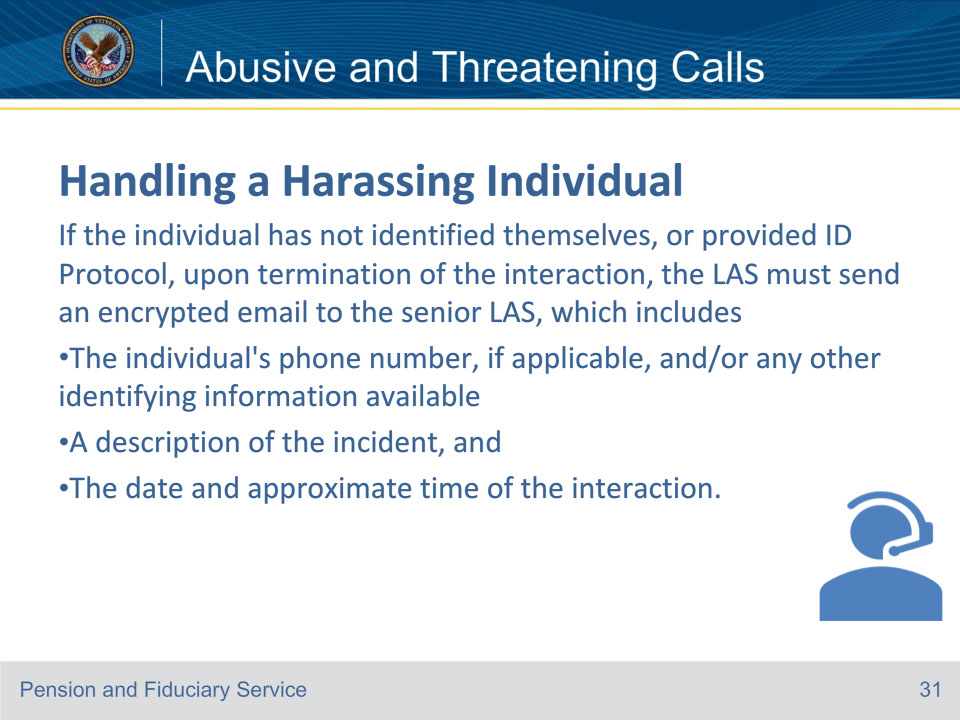 Abusive and Threatening Calls
Handling a Harassing Individual
If the individual has not identified themselves, or provided ID
Protocol, upon termination of the interaction, the LAS must send
an encrypted email to the senior LAS, which includes
•The individual's phone number, if applicable, and/or any other
identifying information available
•A description of the incident, and
•The date and approximate time of the interaction.
Pension and Fiduciary Service
31